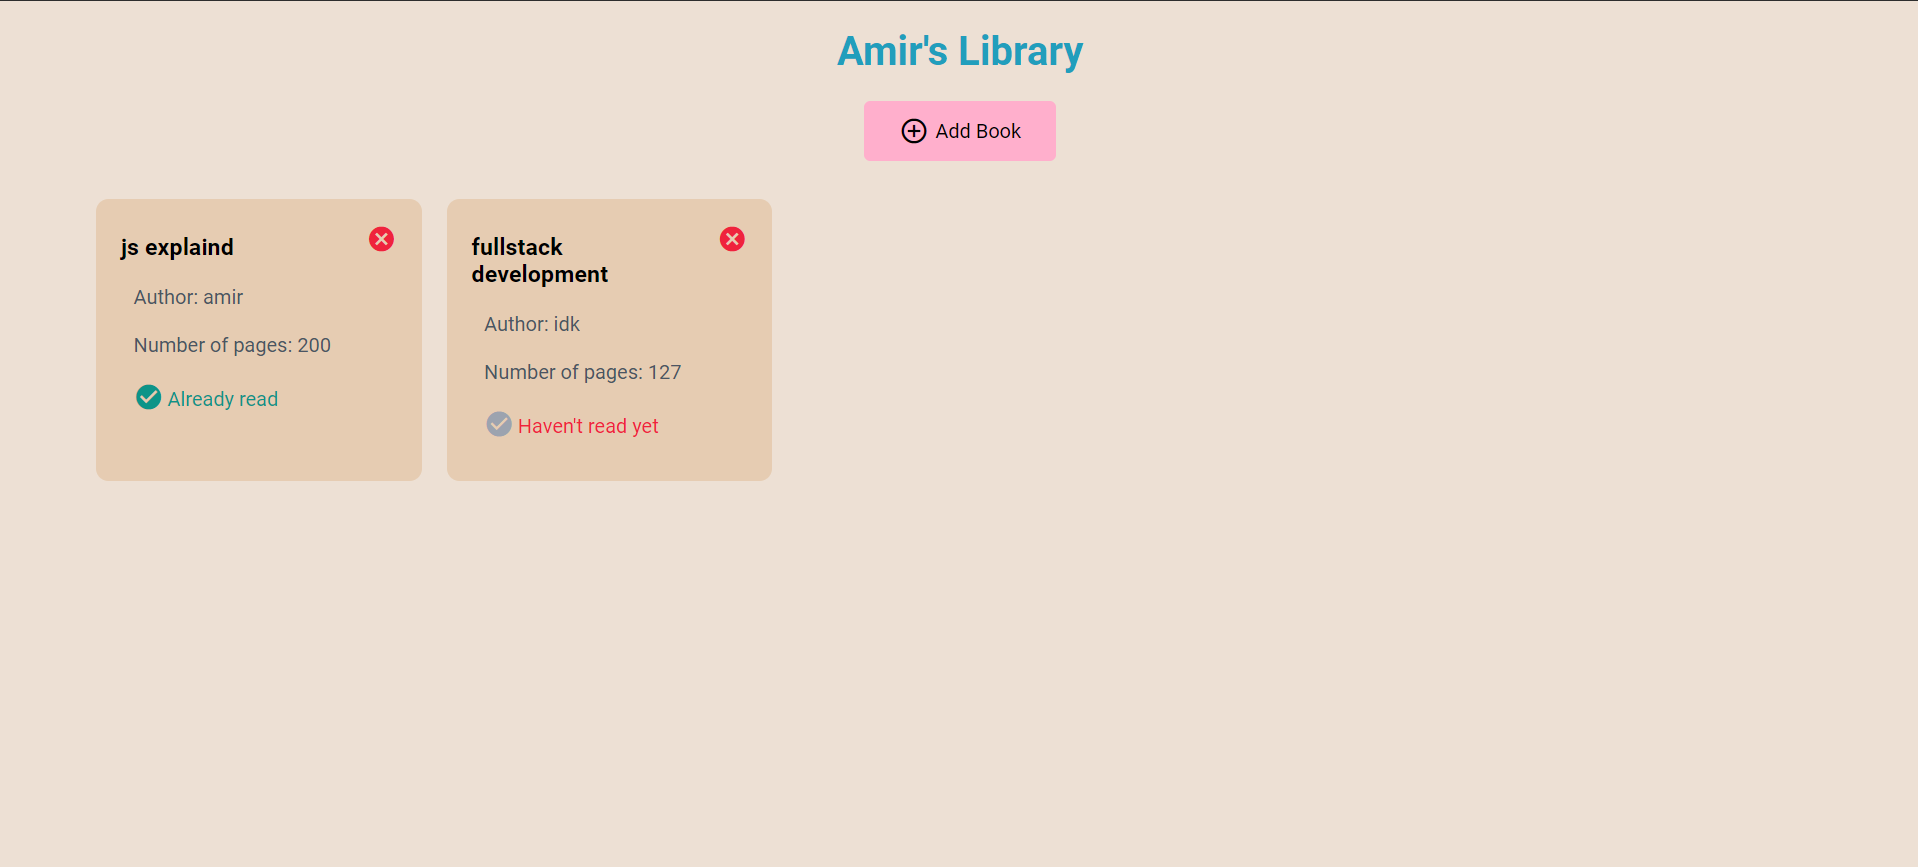 Amir's Library
Add Book
js explaind
Author: amir
Number of pages: 200
Already read
fullstack
development
Author: idk
Number of pages: 127
Haven't read yet